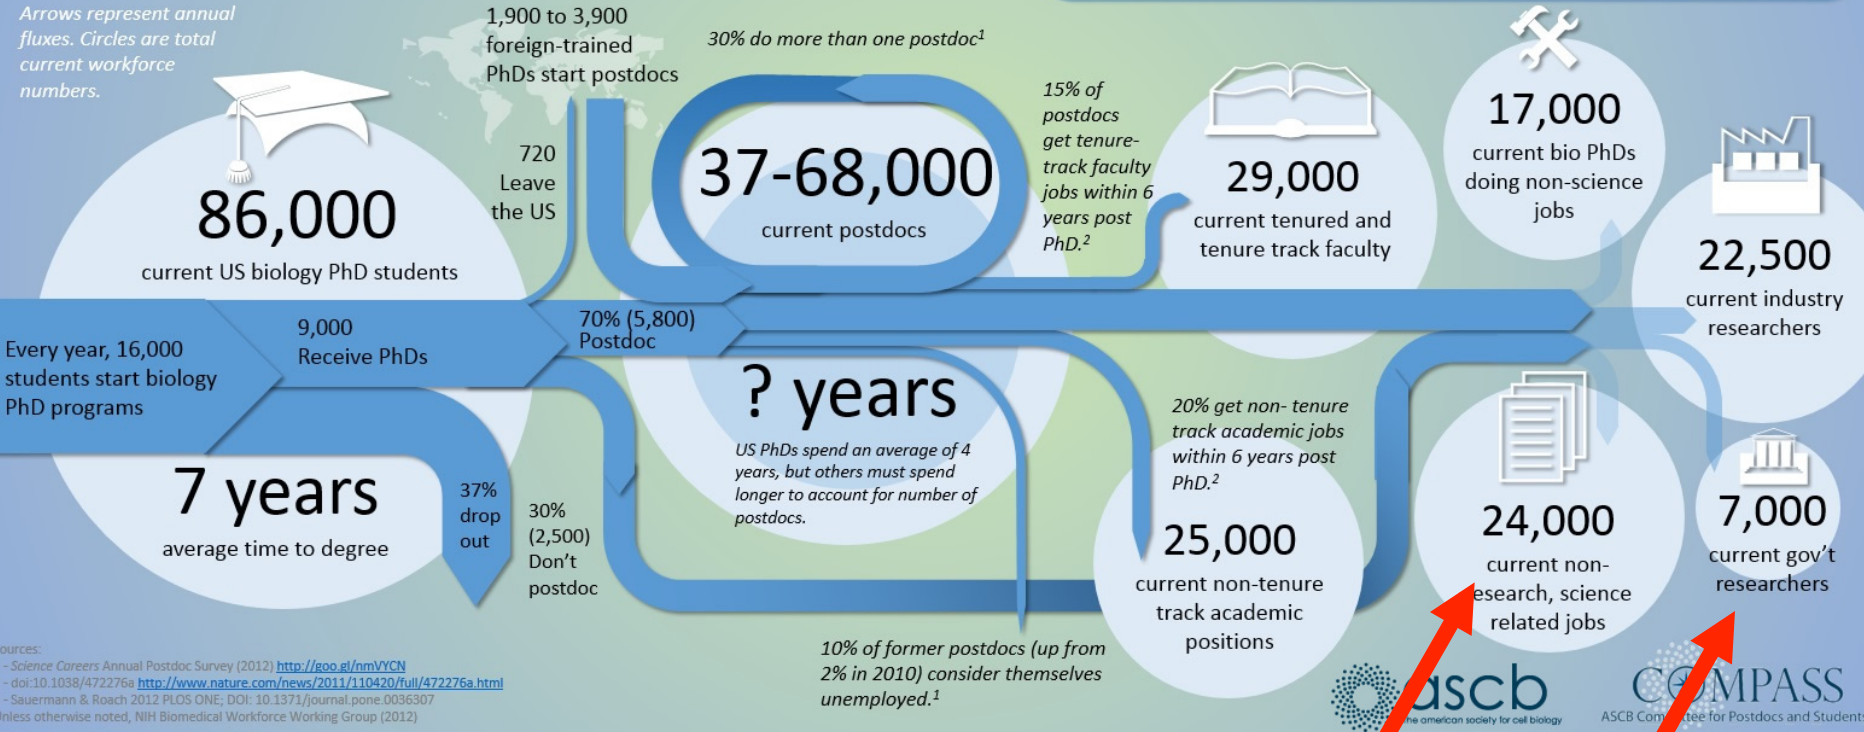 Arrows represent annual
fluxes. Circles are total
current workforce
numbers.
86,000
current US biology PhD students
Every year, 16,000
students start biology
PhD programs
9,000
Receive PhDs
7 years
average time to degree
37%
drop
out
30%
(2,500)
Don't
postdoc
720
Leave
the US
1,900 to 3,900
foreign-trained
PhDs start postdocs
70% (5,800)
Postdoc
30% do more than one postdoc¹
37-68,000
current postdocs
? years
US PhDs spend an average of 4
years, but others must spend
longer to account for number of
postdocs.
10% of former postdocs (up from
2% in 2010) consider themselves
unemployed.¹
15% of
postdocs
get tenure-
track faculty
jobs within 6
years post
PhD.²
29,000
current tenured and
tenure track faculty
20% get non- tenure
track academic jobs
within 6 years post
PhD.²
25,000
current non-tenure
track academic
positions
17,000
current bio PhDs
doing non-science
jobs
22,500
current industry
researchers
24,000
current non-
esearch, science
related jobs
7,000
current gov't
researchers
ources:
- Science Careers Annual Postdoc Survey (2012) http://goo.gl/nmVYCN
- doi:10.1038/472276a http://www.nature.com/news/2011/110420/full/472276a.html
- Sauermann & Roach 2012 PLOS ONE; DOI: 10.1371/journal.pone.0036307
nless otherwise noted, NIH Biomedical Workforce Working Group (2012)
ascb
he american society for cell biology
COMPASS
ASCB Com tee for Postdocs and Students